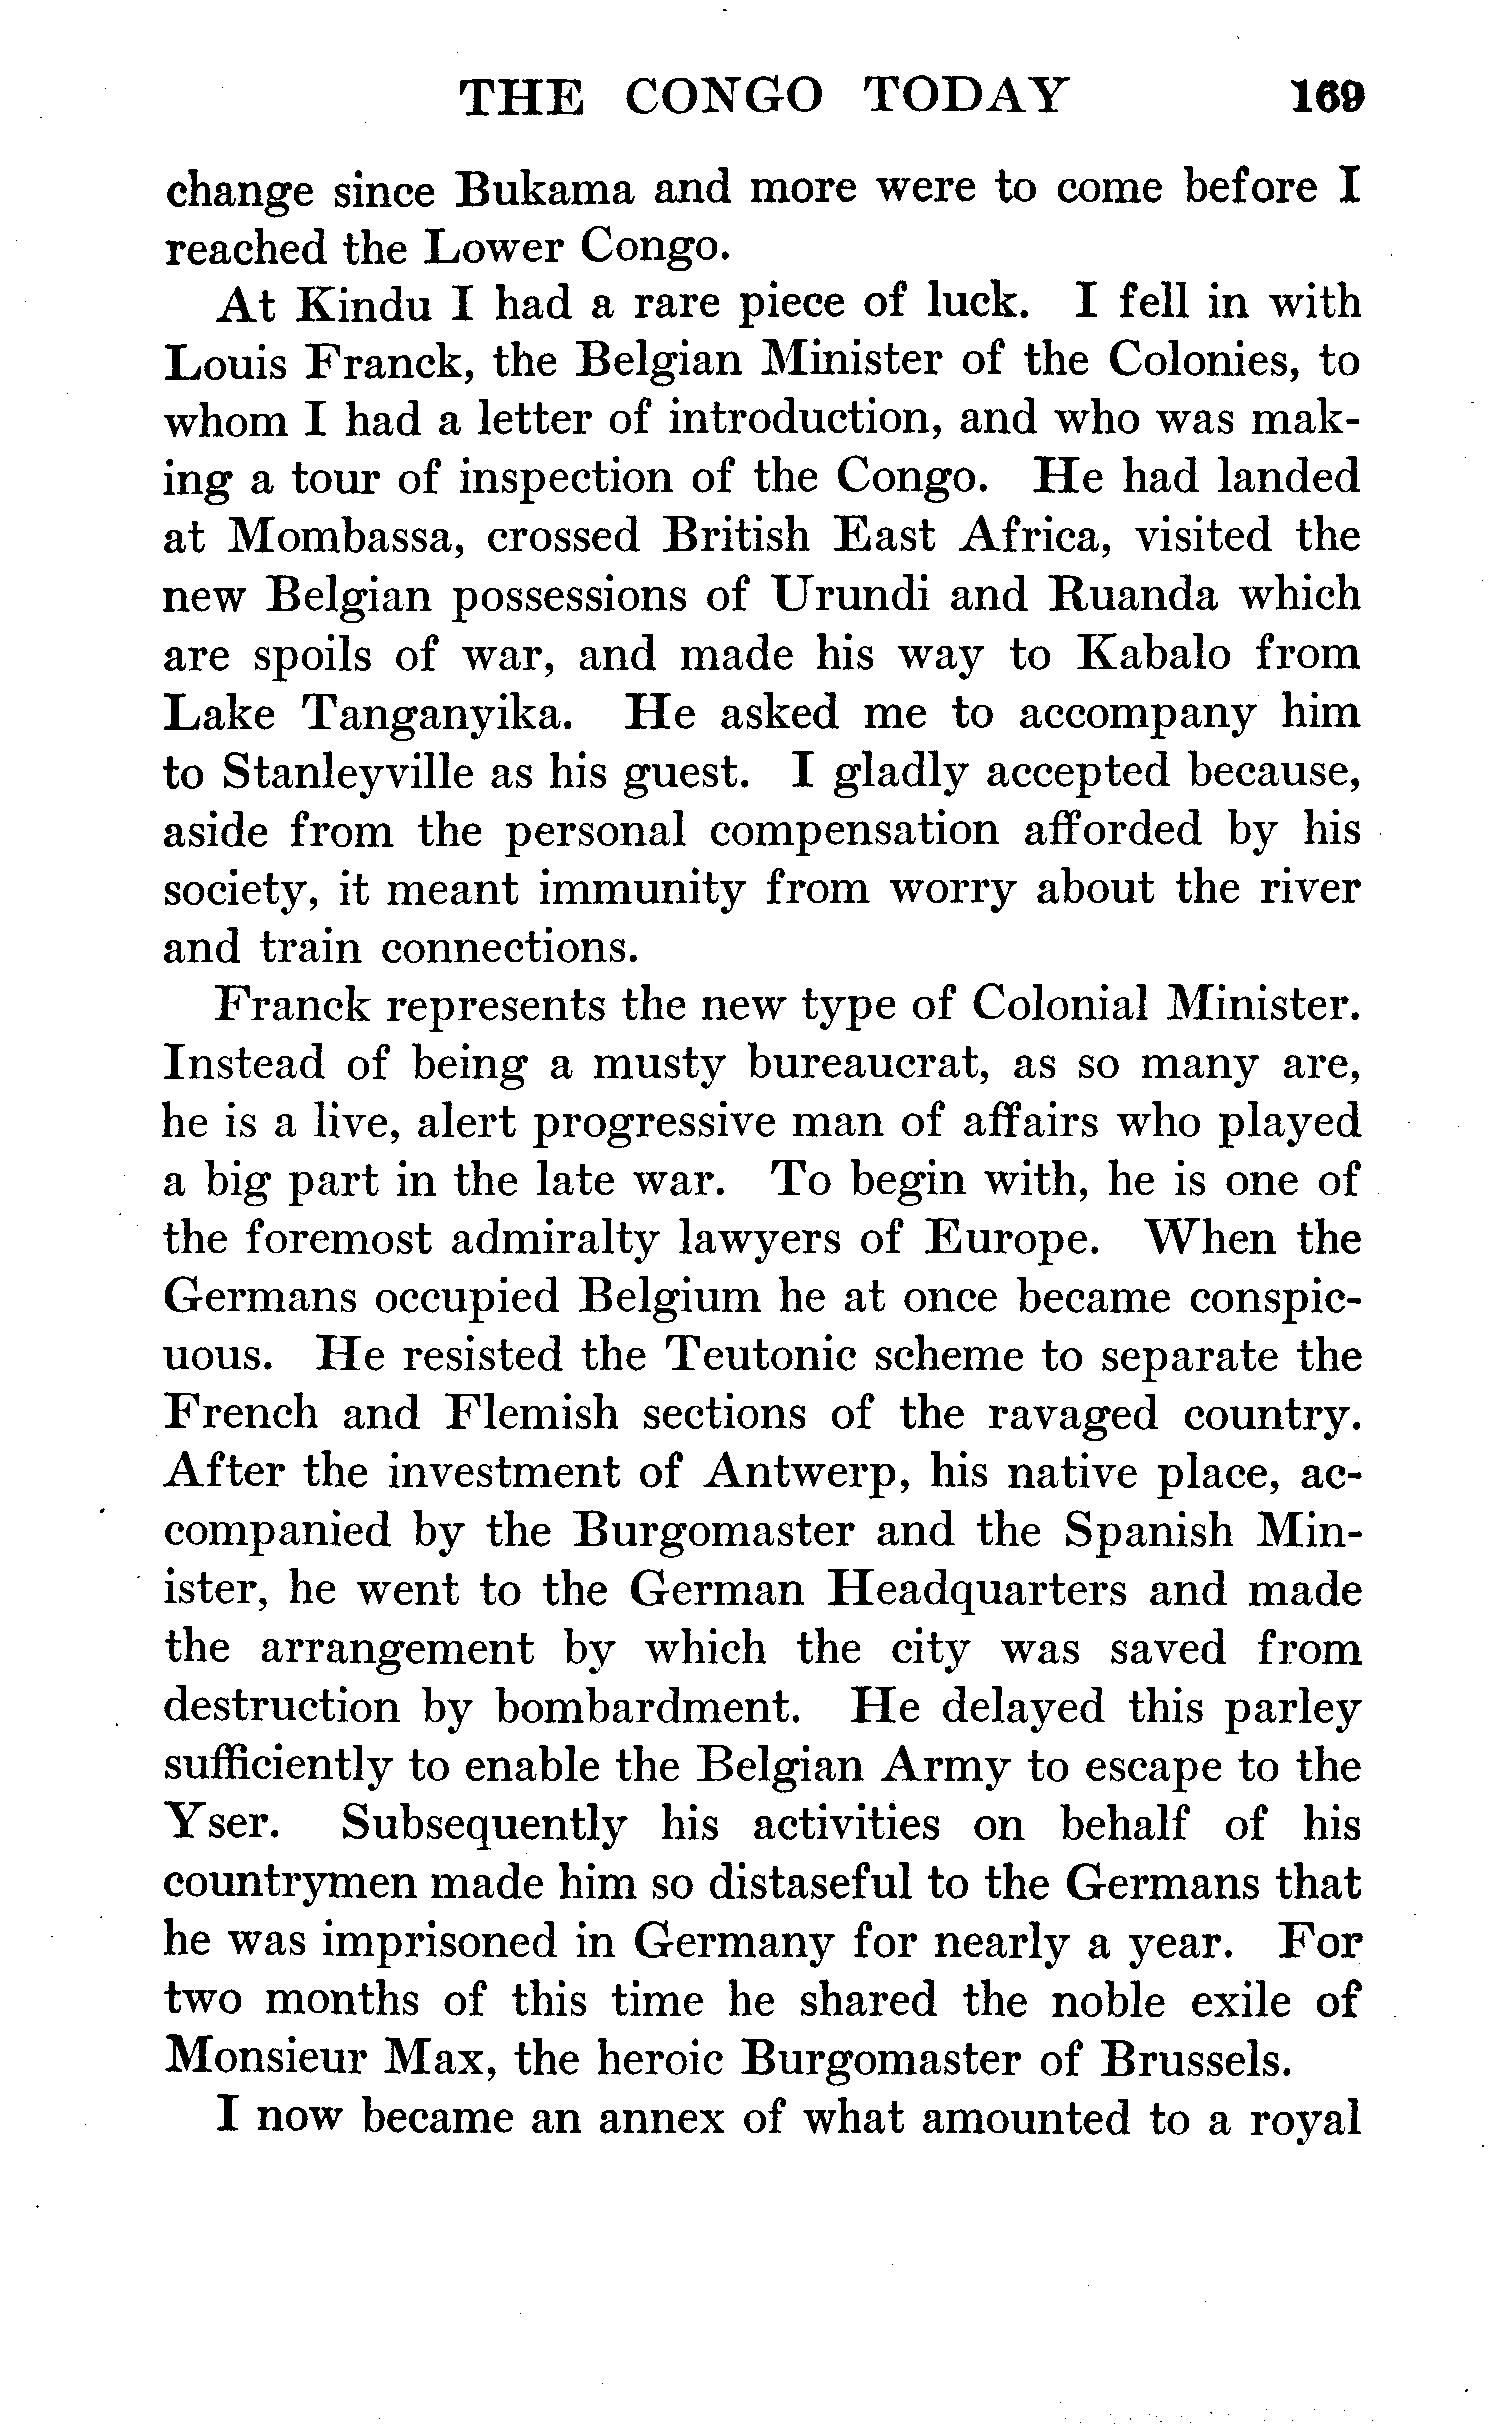 THE CONGO TODAY 169
change since Bukama and more were to come before I
reached the Lower Congo.
At Kindu I had a rare piece of luck. I fell in with
Louis Franck, the Belgian Minister of the Colonies, to
whom I had a letter of introduction, and who was mak-
ing a tour of inspection of the Congo. He had landed
at Mombassa, crossed British East Africa, visited the
new Belgian possessions of Urundi and Ruanda which
are spoils of war, and made his way to Kabalo from
Lake Tanganyika. He asked me to accompany him
to Stanleyville as his guest. I gladly accepted because,
aside from the personal compensation afforded by his
society, it meant immunity from worry about the river
and train connections.
Franck represents the new type of Colonial Minister.
Instead of being a musty bureaucrat, as so many are,
he is a live, alert progressive man of affairs who played
a big part in the late war. To begin with, he is one of
the foremost admiralty lawyers of Europe. When the
Germans occupied Belgium he at once became conspic-
uous. He resisted the Teutonic scheme to separate the
French and Flemish sections of the ravaged country.
After the investment of Antwerp, his native place, ac-
companied by the Burgomaster and the Spanish Min-
ister, he went to the German Headquarters and made
the arrangement by which the city was saved from
destruction by bombardment. He delayed this parley
sufficiently to enable the Belgian Army to escape to the
Yser. Subsequently his activities on behalf of his
countrymen made him so distaseful to the Germans that
he was imprisoned in Germany for nearly a year. For
two months of this time he shared the noble exile of
Monsieur Max, the heroic Burgomaster of Brussels.
I now became an annex of what amounted to a royal